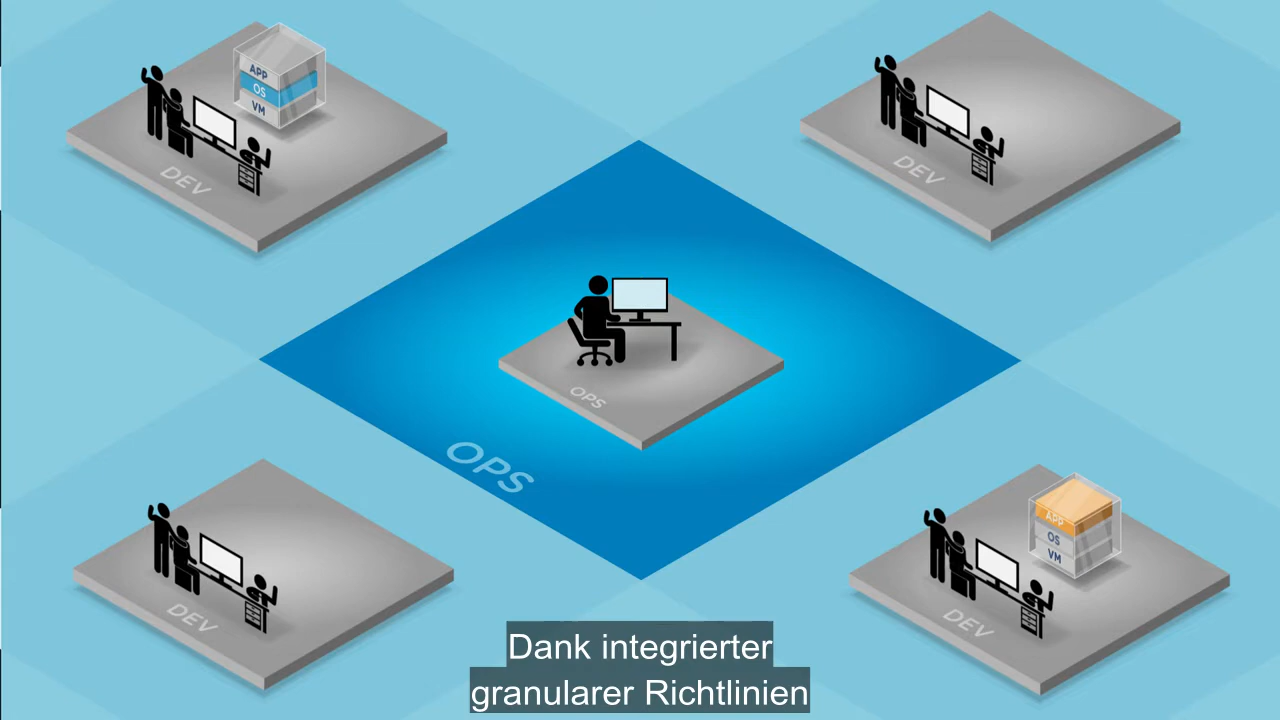 APP
OS
VM
DEV
DEV
OPS
OPS
DEV
APP
OS
VM
DEV
Dank integrierter
granularer Richtlinien